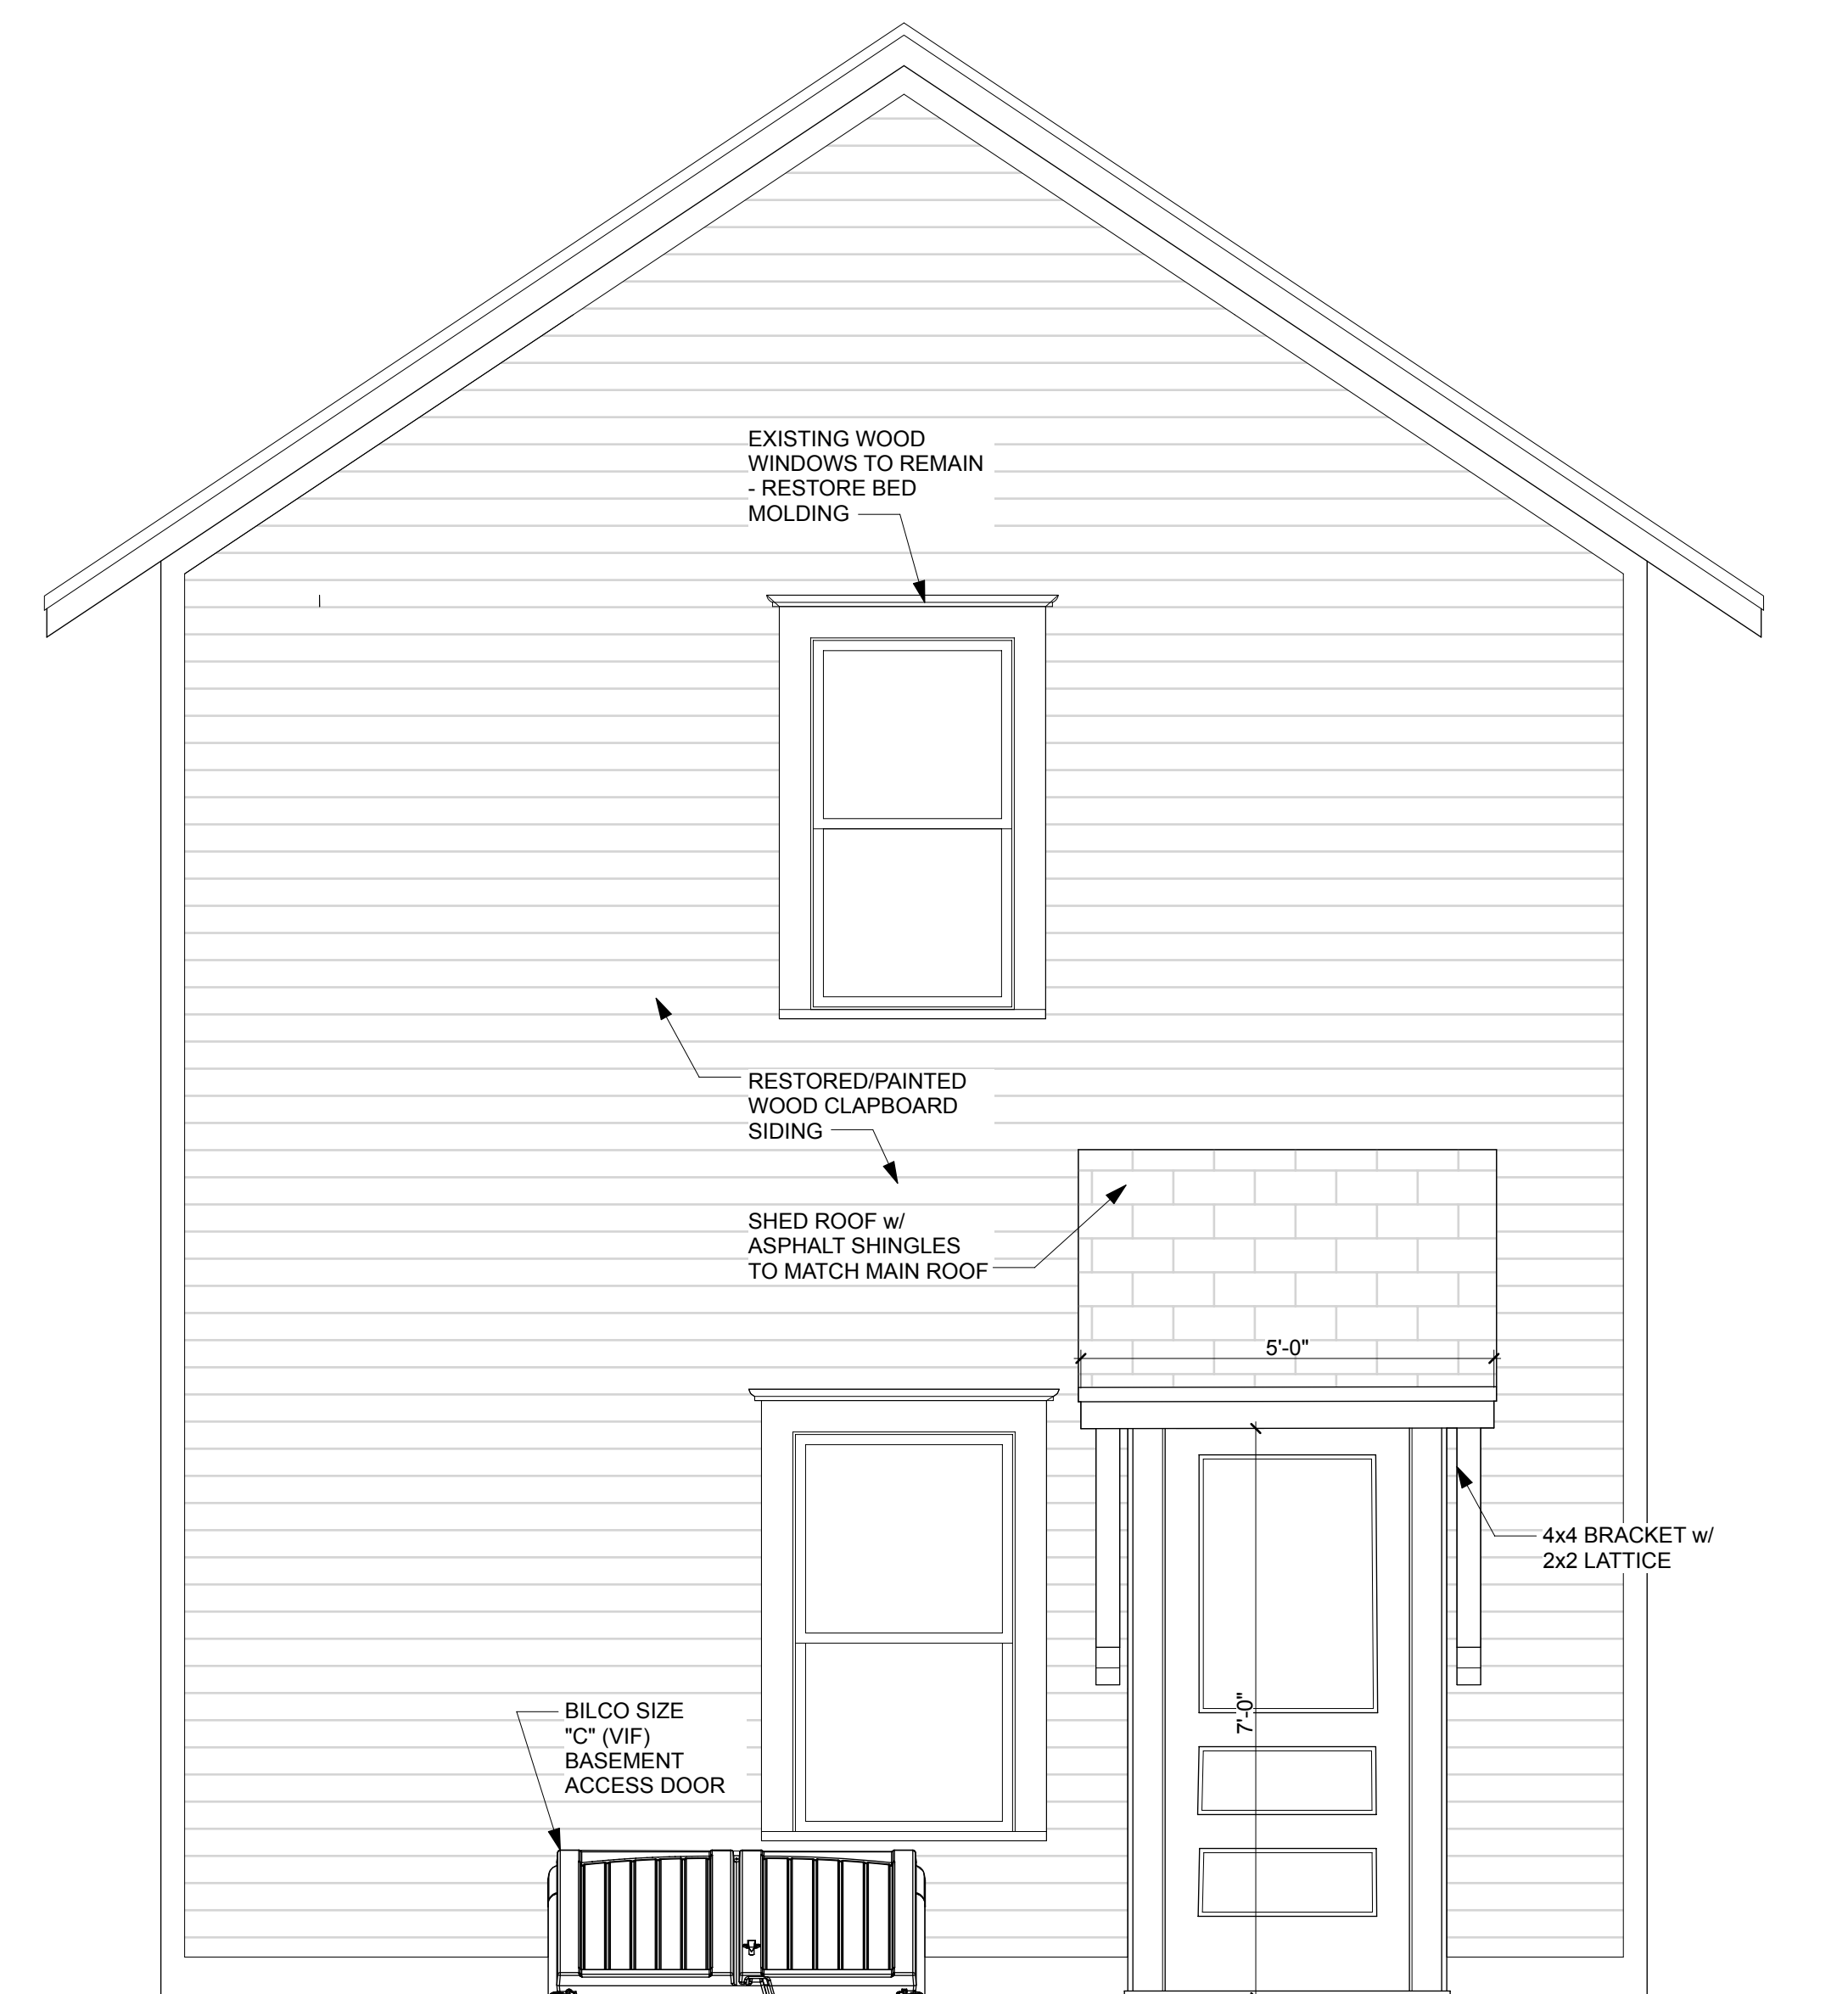 EXISTING WOOD
WINDOWS TO REMAIN
- RESTORE BED
MOLDING
RESTORED/PAINTED
WOOD CLAPBOARD
SIDING
SHED ROOF w/
ASPHALT SHINGLES
TO MATCH MAIN ROOF
5'-0"
4x4 BRACKET w/
2x2 LATTICE
7'-0"
BILCO SIZE
"C" (VIF)
BASEMENT
ACCESS DOOR